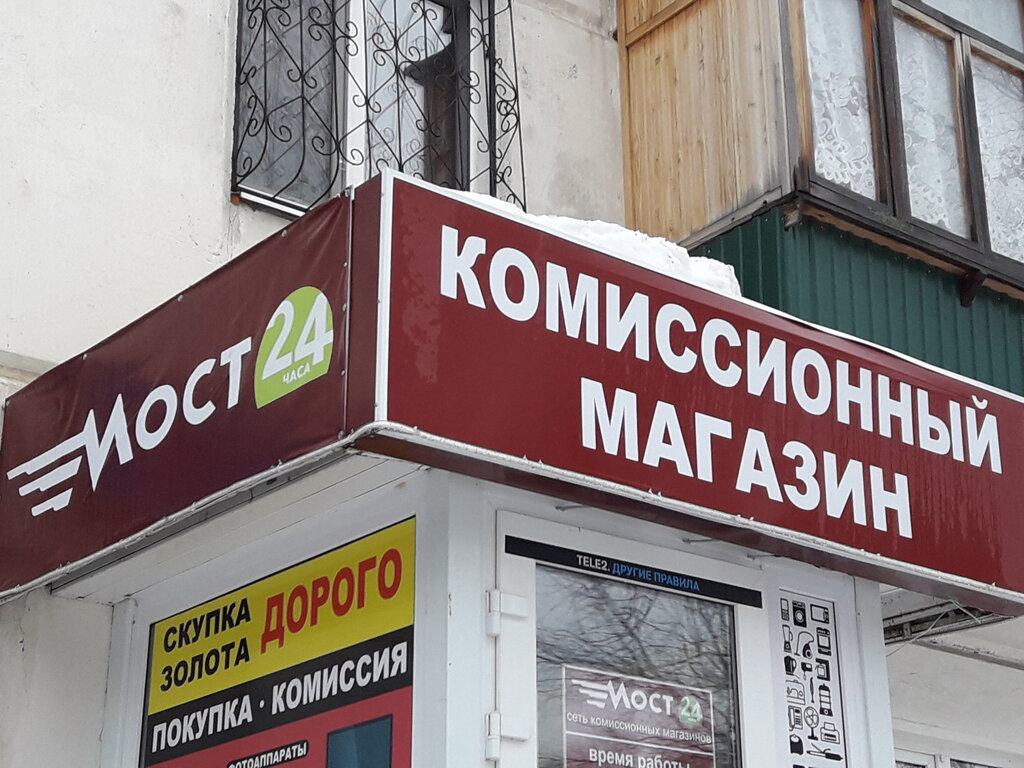 Мост 24
ЧАСА
КОМИССИОННЫЙ
МАГАЗИН
СКУПКА
ЗОЛОТА
ДОРОГО
ПОКУПКА · КОМИССИЯ
ФОТОАППАРАТЫ
TELE2. ДРУГИЕ ПРАВИЛА
Мост 24
сеть комиссионных магазинов
время работы